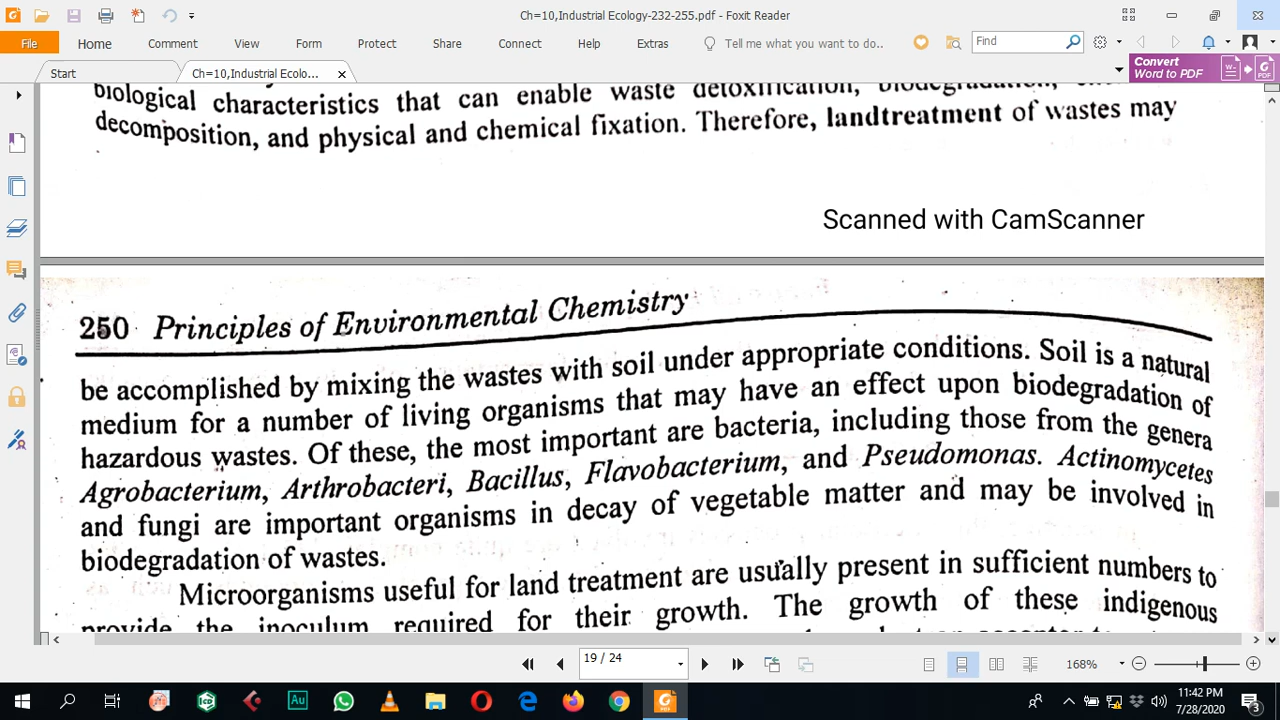 Ch=10,Industrial Ecology-232-255.pdf - Foxit Reader
File Home Comment View Form Protect Share Connect Help Extras Tell me what you want to do.. Find
Start Ch=10,Industrial Ecolo... Convert
Word to PDF
biological characteristics that can enable waste detoxification, biodegradation,
decomposition, and physical and chemical fixation. Therefore, landtreatment of wastes may
Scanned with CamScanner
250 Principles of Environmental Chemistry
be accomplished by mixing the wastes with soil under appropriate conditions. Soil is a natural
medium for a number of living organisms that may have an effect upon biodegradation of
hazardous wastes. Of these, the most important are bacteria, including those from the genera
Agrobacterium, Arthrobacteri, Bacillus, Flavobacterium, and Pseudomonas. Actinomycetes
and fungi are important organisms in decay of vegetable matter and may be involved in
biodegradation of wastes.
Microorganisms useful for land treatment are usually present in sufficient numbers to
provide the inoculum required for their growth. The growth of these indigenous
19 / 24 168%
11:42 PM
7/28/2020